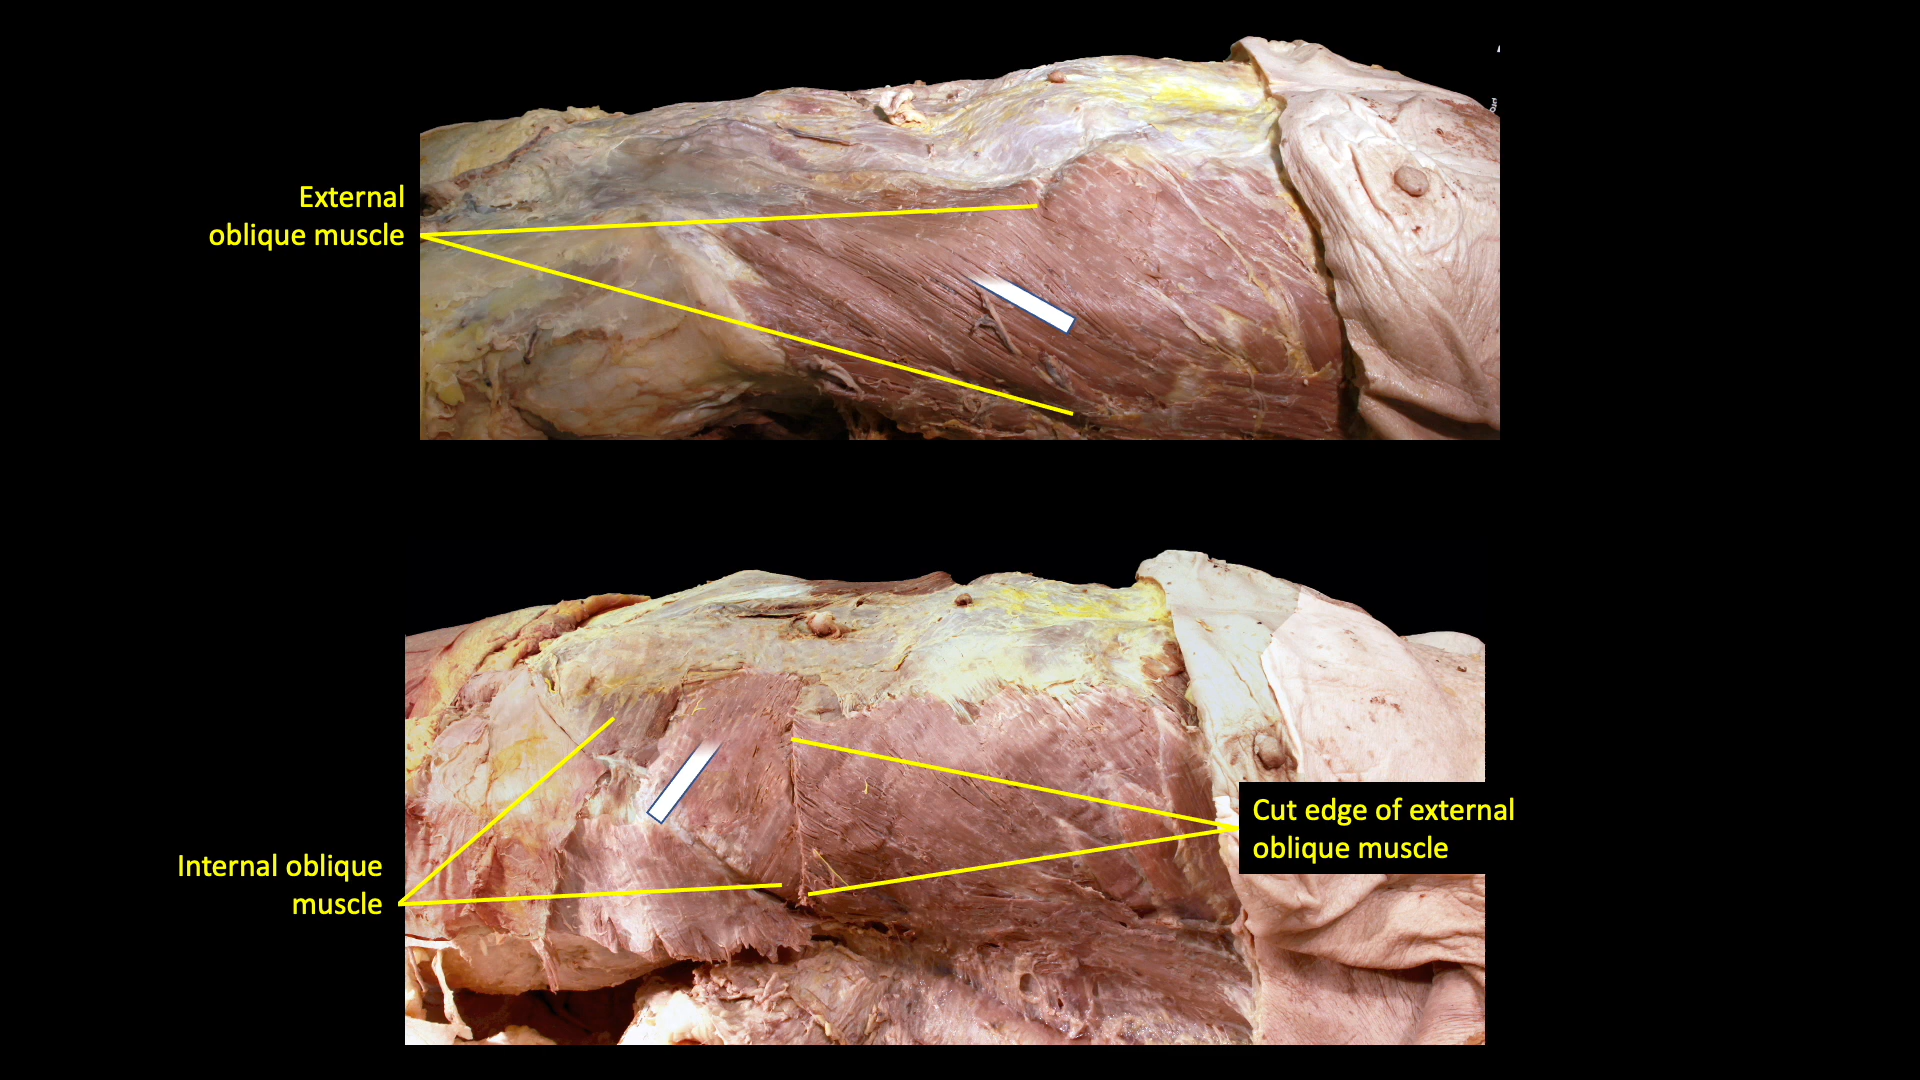 External
oblique muscle
Internal oblique
muscle
Cut edge of external
oblique muscle